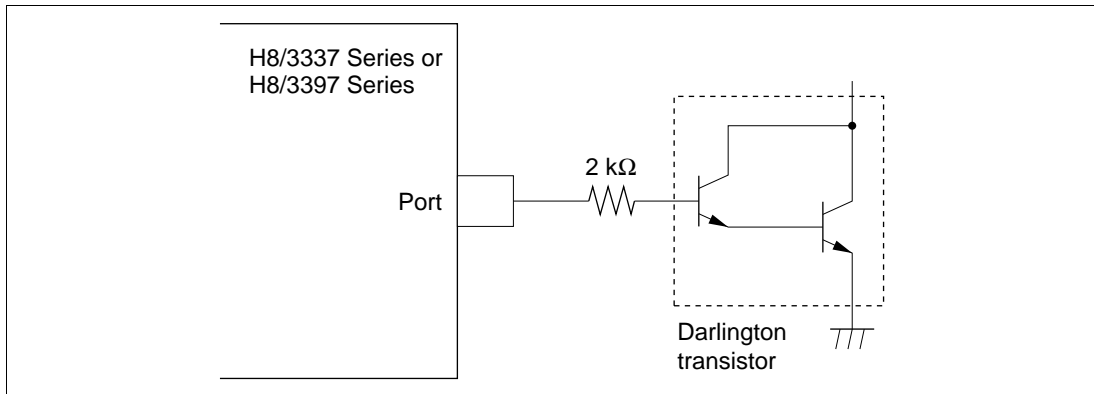 H8/3337 Series or
H8/3397 Series
Port
2 kΩ
Darlington
transistor